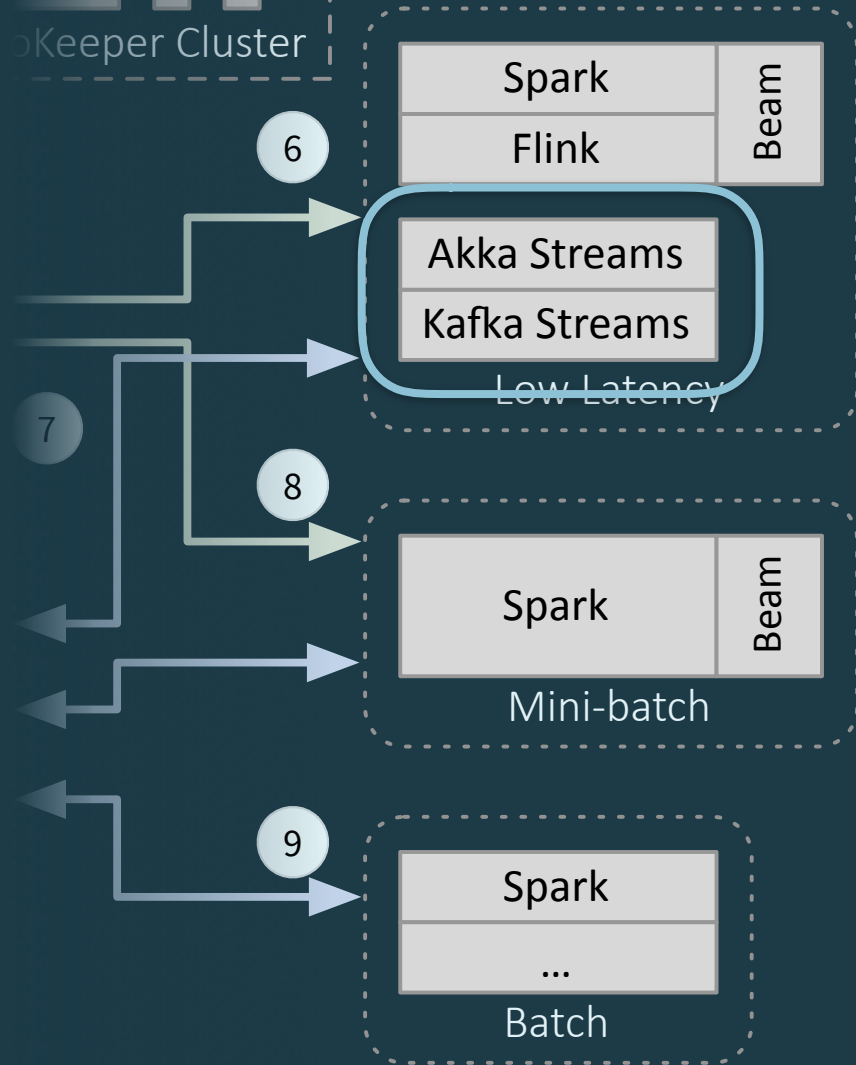 Keeper Cluster
Spark
Flink
Beam
6
Akka Streams
Kafka Streams
Low Latency
7
8
Spark
Beam
Mini-batch
9
Spark
...
Batch